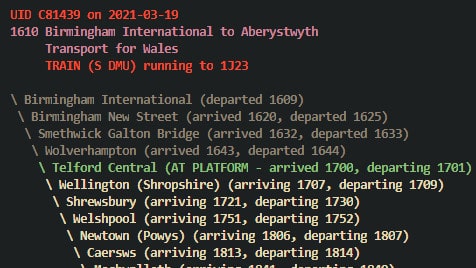 UID C81439 on 2021-03-19
1610 Birmingham International to Aberystwyth
Transport for Wales
TRAIN (S DMU) running to 1J23
\ Birmingham International (departed 1609)
\ Birmingham New Street (arrived 1620, departed 1625)
\ Smethwick Galton Bridge (arrived 1632, departed 1633)
\ Wolverhampton (arrived 1643, departed 1644)
\ Telford Central (AT PLATFORM - arrived 1700, departing 1701)
\ Wellington (Shropshire) (arriving 1707, departing 1709)
\ Shrewsbury (arriving 1721, departing 1730)
\ Welshpool (arriving 1751, departing 1752)
\ Newtown (Powys) (arriving 1806, departing 1807)
\ Caersws (arriving 1813, departing 1814)
\ Machynlleth (arriving 1841, departing